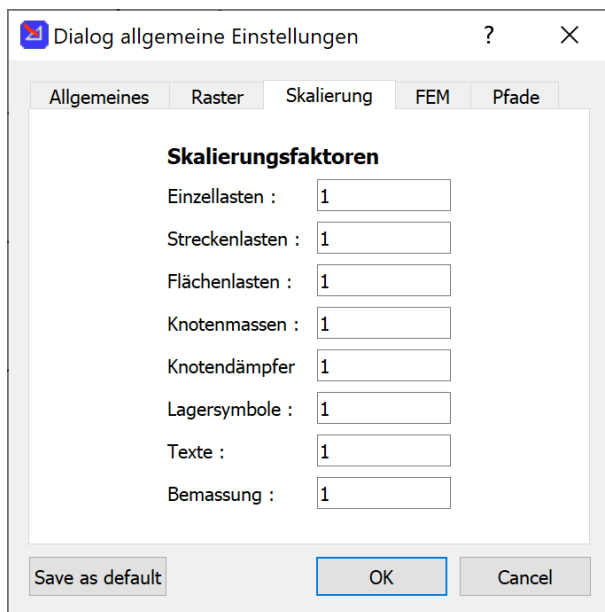 Dialog allgemeine Einstellungen ?
Allgemeines Raster Skalierung FEM Pfade
Skalierungsfaktoren
Einzellasten : 1
Streckenlasten : 1
Flächenlasten : 1
Knotenmassen : 1
Knotendämpfer 1
Lagersymbole : 1
Texte : 1
Bemassung : 1
Save as default OK Cancel